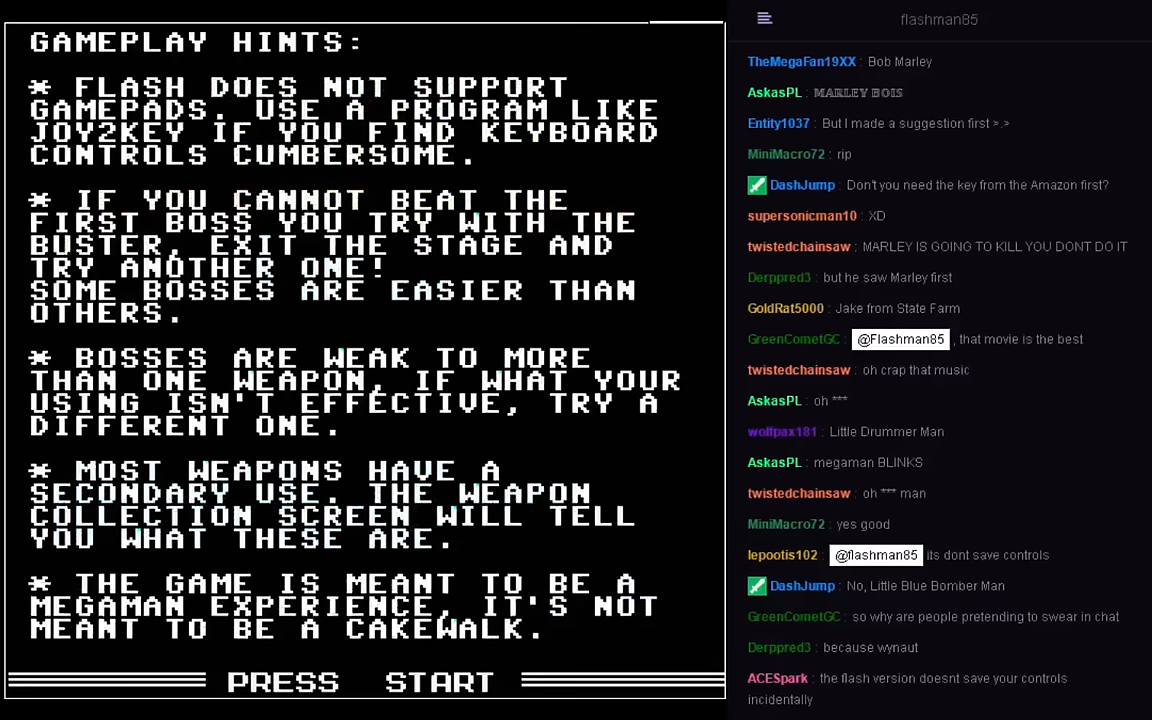 GAMEPLAY HINTS:
* FLASH DOES NOT SUPPORT
GAMEPADS. USE A PROGRAM LIKE
JOY2KEY IF YOU FIND KEYBOARD
CONTROLS CUMBERSOME.
* IF YOU CANNOT BEAT THE
FIRST BOSS YOU TRY WITH THE
BUSTER, EXIT THE STAGE AND
TRY ANOTHER ONE!
SOME BOSSES ARE EASIER THAN
OTHERS.
* BOSSES ARE WEAK TO MORE
THAN ONE WEAPON, IF WHAT YOUR
USING ISN'T EFFECTIVE, TRY A
DIFFERENT ONE.
* MOST WEAPONS HAVE A
SECONDARY USE. THE WEAPON
COLLECTION SCREEN WILL TELL
YOU WHAT THESE ARE.
* THE GAME IS MEANT TO BE A
MEGAMAN EXPERIENCE, IT'S NOT
MEANT TO BE A CAKEWALK.
PRESS START
flashman85
TheMegaFan19XX : Bob Marley
AskasPL : MARLEY BOIS
Entity1037 : But I made a suggestion first >.>
MiniMacro72 : rip
DashJump : Don't you need the key from the Amazon first?
supersonicman10 : XD
twistedchainsaw : MARLEY IS GOING TO KILL YOU DONT DO IT
Derppred3 : but he saw Marley first
GoldRat5000 : Jake from State Farm
GreenCometGC : @Flashman85 , that movie is the best
twistedchainsaw : oh crap that music
AskasPL : oh ***
wolfpax181 : Little Drummer Man
AskasPL : megaman BLINKS
twistedchainsaw : oh *** man
MiniMacro72 : yes good
lepootis102 : @flashman85 its dont save controls
DashJump : No, Little Blue Bomber Man
GreenCometGC : so why are people pretending to swear in chat
Derppred3 : because wynaut
ACESpark : the flash version doesnt save your controls
incidentally